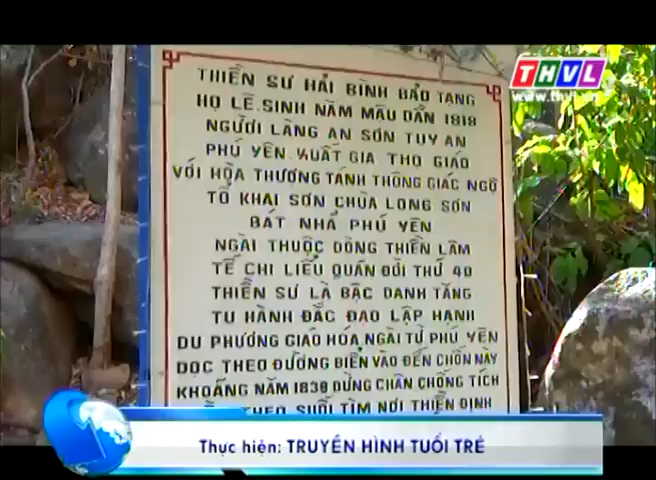 THVL
www.thvl.vn
THIỀN SƯ HẢI BÌNH BẢO TẠNG
HỌ LÊ.SINH NĂM MẬU DẦN 1818
NGƯỜI LÀNG AN SƠN TUY AN
PHÚ YÊN.XUẤT GIA THỌ GIÁO
VỚI HÒA THƯỢNG TÁNH THÔNG GIÁC NGỘ
TỔ KHAI SƠN CHÙA LONG SƠN
BÁT NHÃ PHÚ YÊN
NGÀI THUỘC DÒNG THIỀN LÂM
TẾ CHI LIỄU QUÁN ĐỜI THỨ 40
THIỀN SƯ LÀ BẬC DANH TĂNG
TU HÀNH ĐẮC ĐẠO LẬP HẠNH
DU PHƯƠNG GIÁO HÓA NGÀI TỪ PHÚ YÊN
DỌC THEO ĐƯỜNG BIỂN VÀO ĐẾN CHỐN NÀY
KHOẢNG NĂM 1838 DỪNG CHÂN CHỐNG TÍCH
THEO SUỐI TÌM NƠI THIỀN ĐỊNH
Thực hiện: TRUYỀN HÌNH TUỔI TRẺ